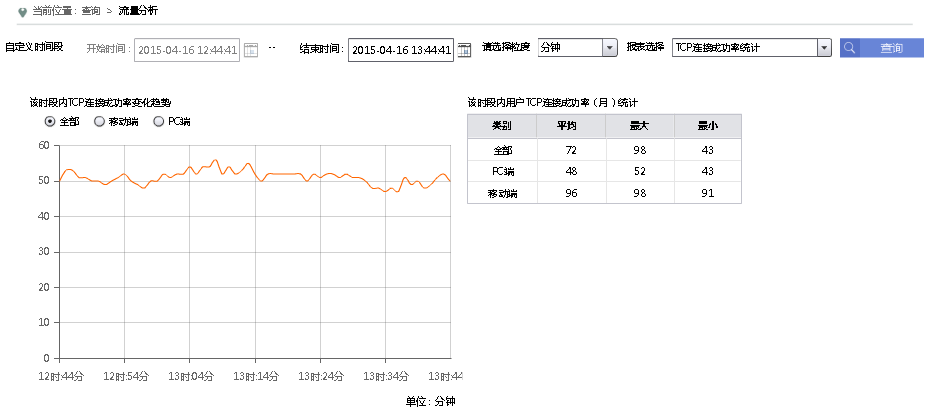 当前位置：查询 > 流量分析
自定义时间段 开始时间： 2015-04-16 12:44:41 -- 结束时间： 2015-04-16 13:44:41 请选择粒度 分钟 报表选择 TCP连接成功率统计 查询
该时段内TCP连接成功率变化趋势
全部 移动端 PC端
60
50
40
30
20
10
0
12时:44分 12时:54分 13时:04分 13时:14分 13时:24分 13时:34分 13时:44
单位：分钟
该时段内用户TCP连接成功率（月）统计
类别 平均 最大 最小
全部 72 98 43
PC端 48 52 43
移动端 96 98 91